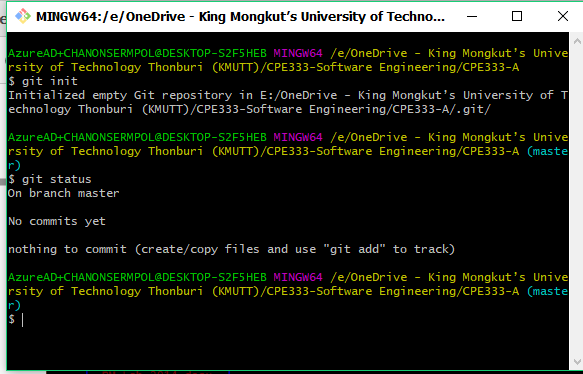 MINGW64:/e/OneDrive - King Mongkut's University of Techno...
AzureAD+CHANONSERMPOL@DESKTOP-S2F5HEB MINGW64 /e/OneDrive - King Mongkut's Unive
rsity of Technology Thonburi (KMUTT)/CPE333-Software Engineering/CPE333-A
$ git init
Initialized empty Git repository in E:/OneDrive - King Mongkut's University of T
echnology Thonburi (KMUTT)/CPE333-Software Engineering/CPE333-A/.git/
AzureAD+CHANONSERMPOL@DESKTOP-S2F5HEB MINGW64 /e/OneDrive - King Mongkut's Unive
rsity of Technology Thonburi (KMUTT)/CPE333-Software Engineering/CPE333-A (maste
r)
$ git status
On branch master
No commits yet
nothing to commit (create/copy files and use "git add" to track)
AzureAD+CHANONSERMPOL@DESKTOP-S2F5HEB MINGW64 /e/OneDrive - King Mongkut's Unive
rsity of Technology Thonburi (KMUTT)/CPE333-Software Engineering/CPE333-A (maste
r)
$